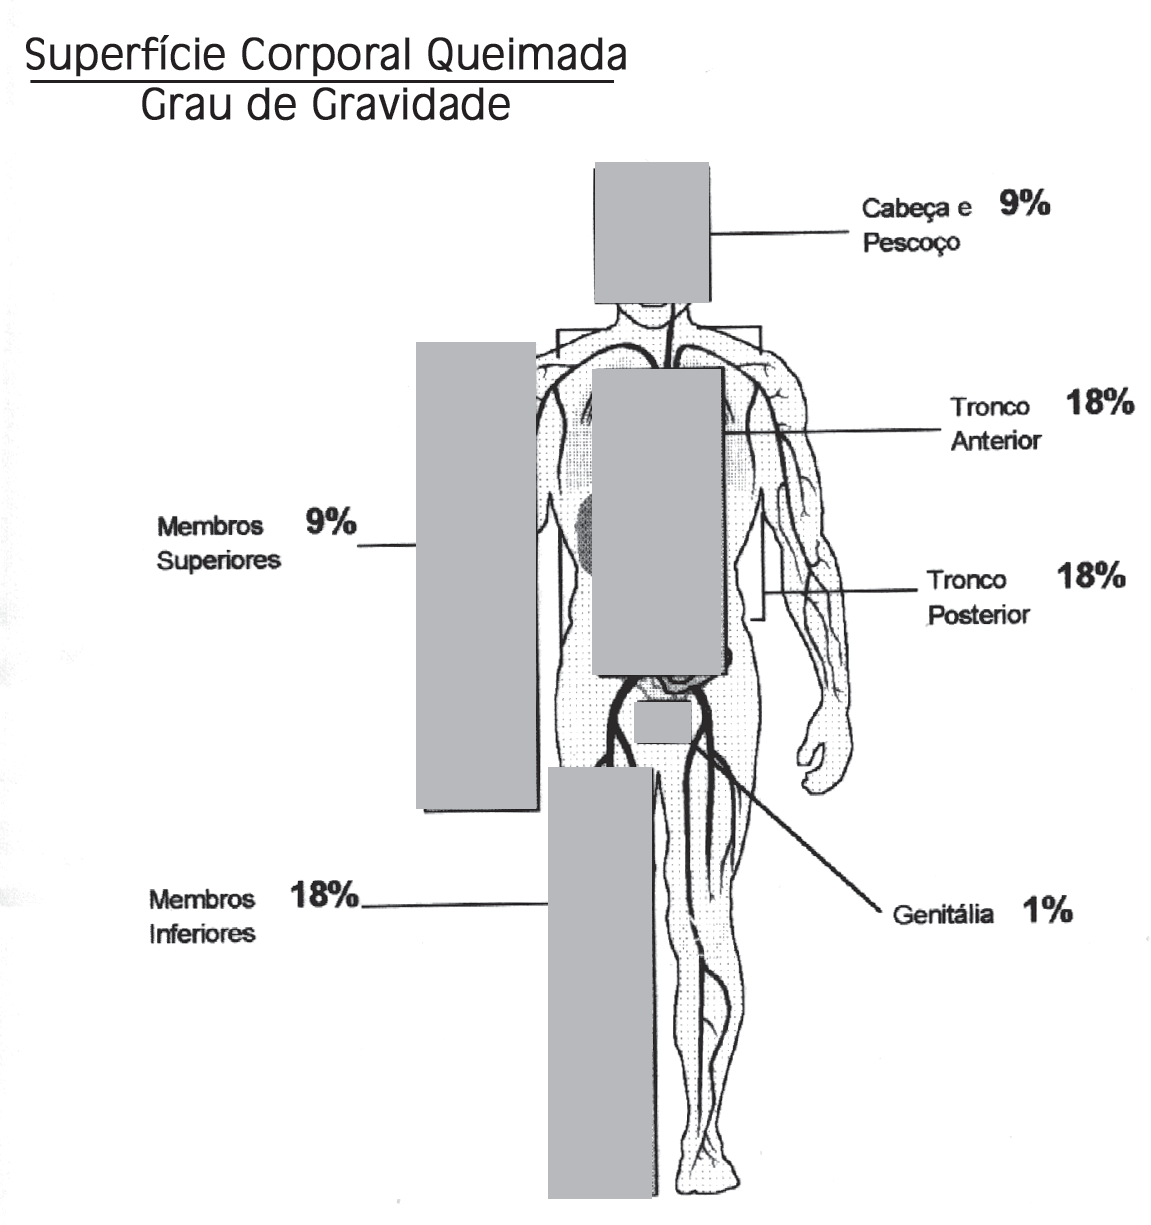 Superfície Corporal Queimada
Grau de Gravidade
Cabeça e 9%
Pescoço
Tronco 18%
Anterior
Membros 9%
Superiores
Tronco 18%
Posterior
Membros 18%
Inferiores
Genitália 1%